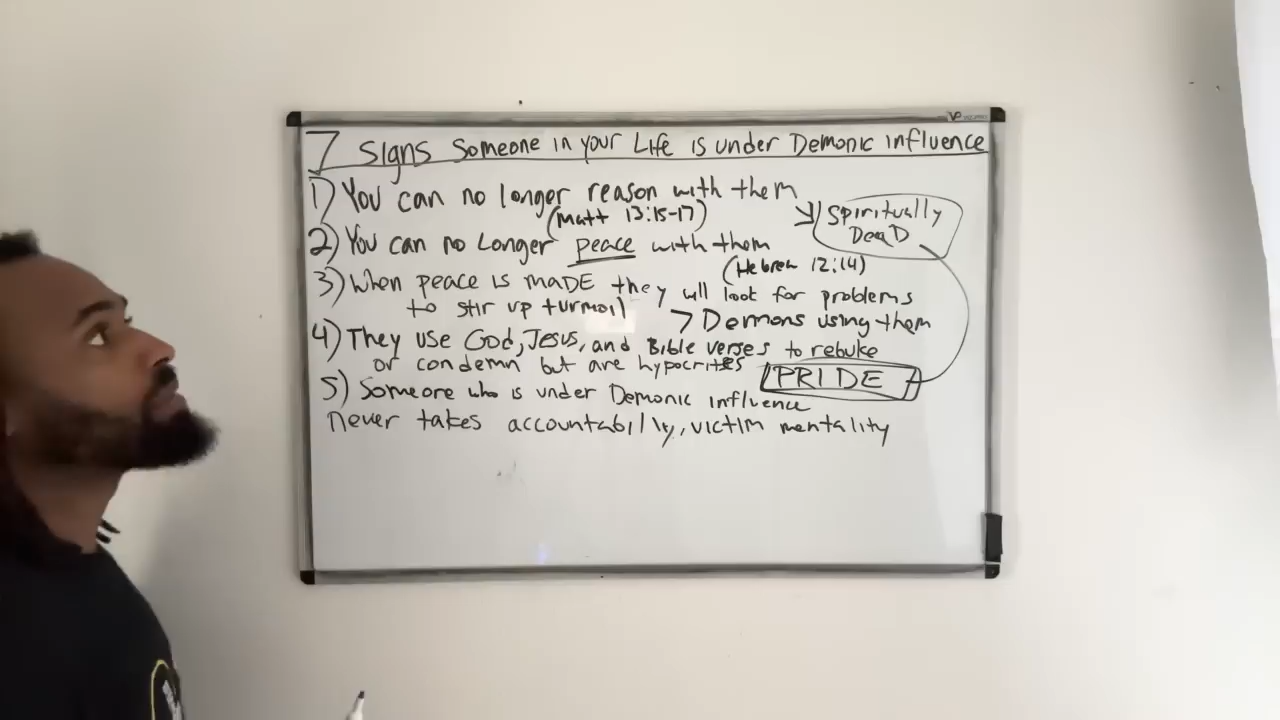 7 Signs Someone in your Life is under Demonic influence
1) You can no longer reason with them
(Matt 13:15-17)
Spiritually
DeaD
2) You can no Longer peace with them
(Hebrew 12:14)
3) When peace is maDE they will look for problems
to stir up turmoil
> Demons using them
4) They use God, Jesus, and Bible verses to rebuke
or condemn but are hypocrites
PRIDE
5) Someone who is under Demonic influence
Never takes accountability, victim mentality